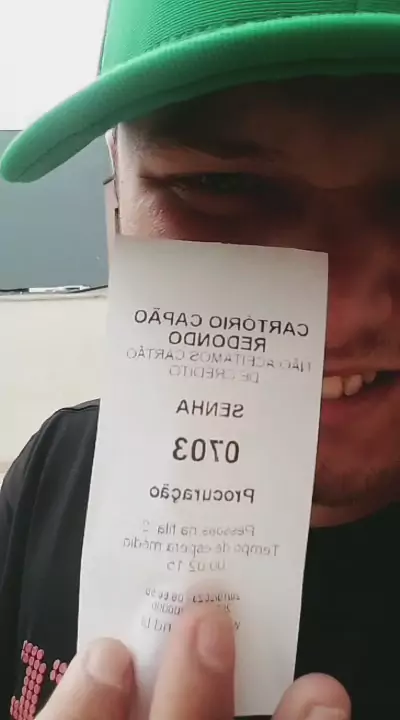 CARTÓRIO CAPÃO
REDONDO
NÃO ACEITAMOS CARTÃO
DE CRÉDITO
SENHA
0703
Procuração
Pessoas na fila: 2
Tempo de espera médio
00:02:15